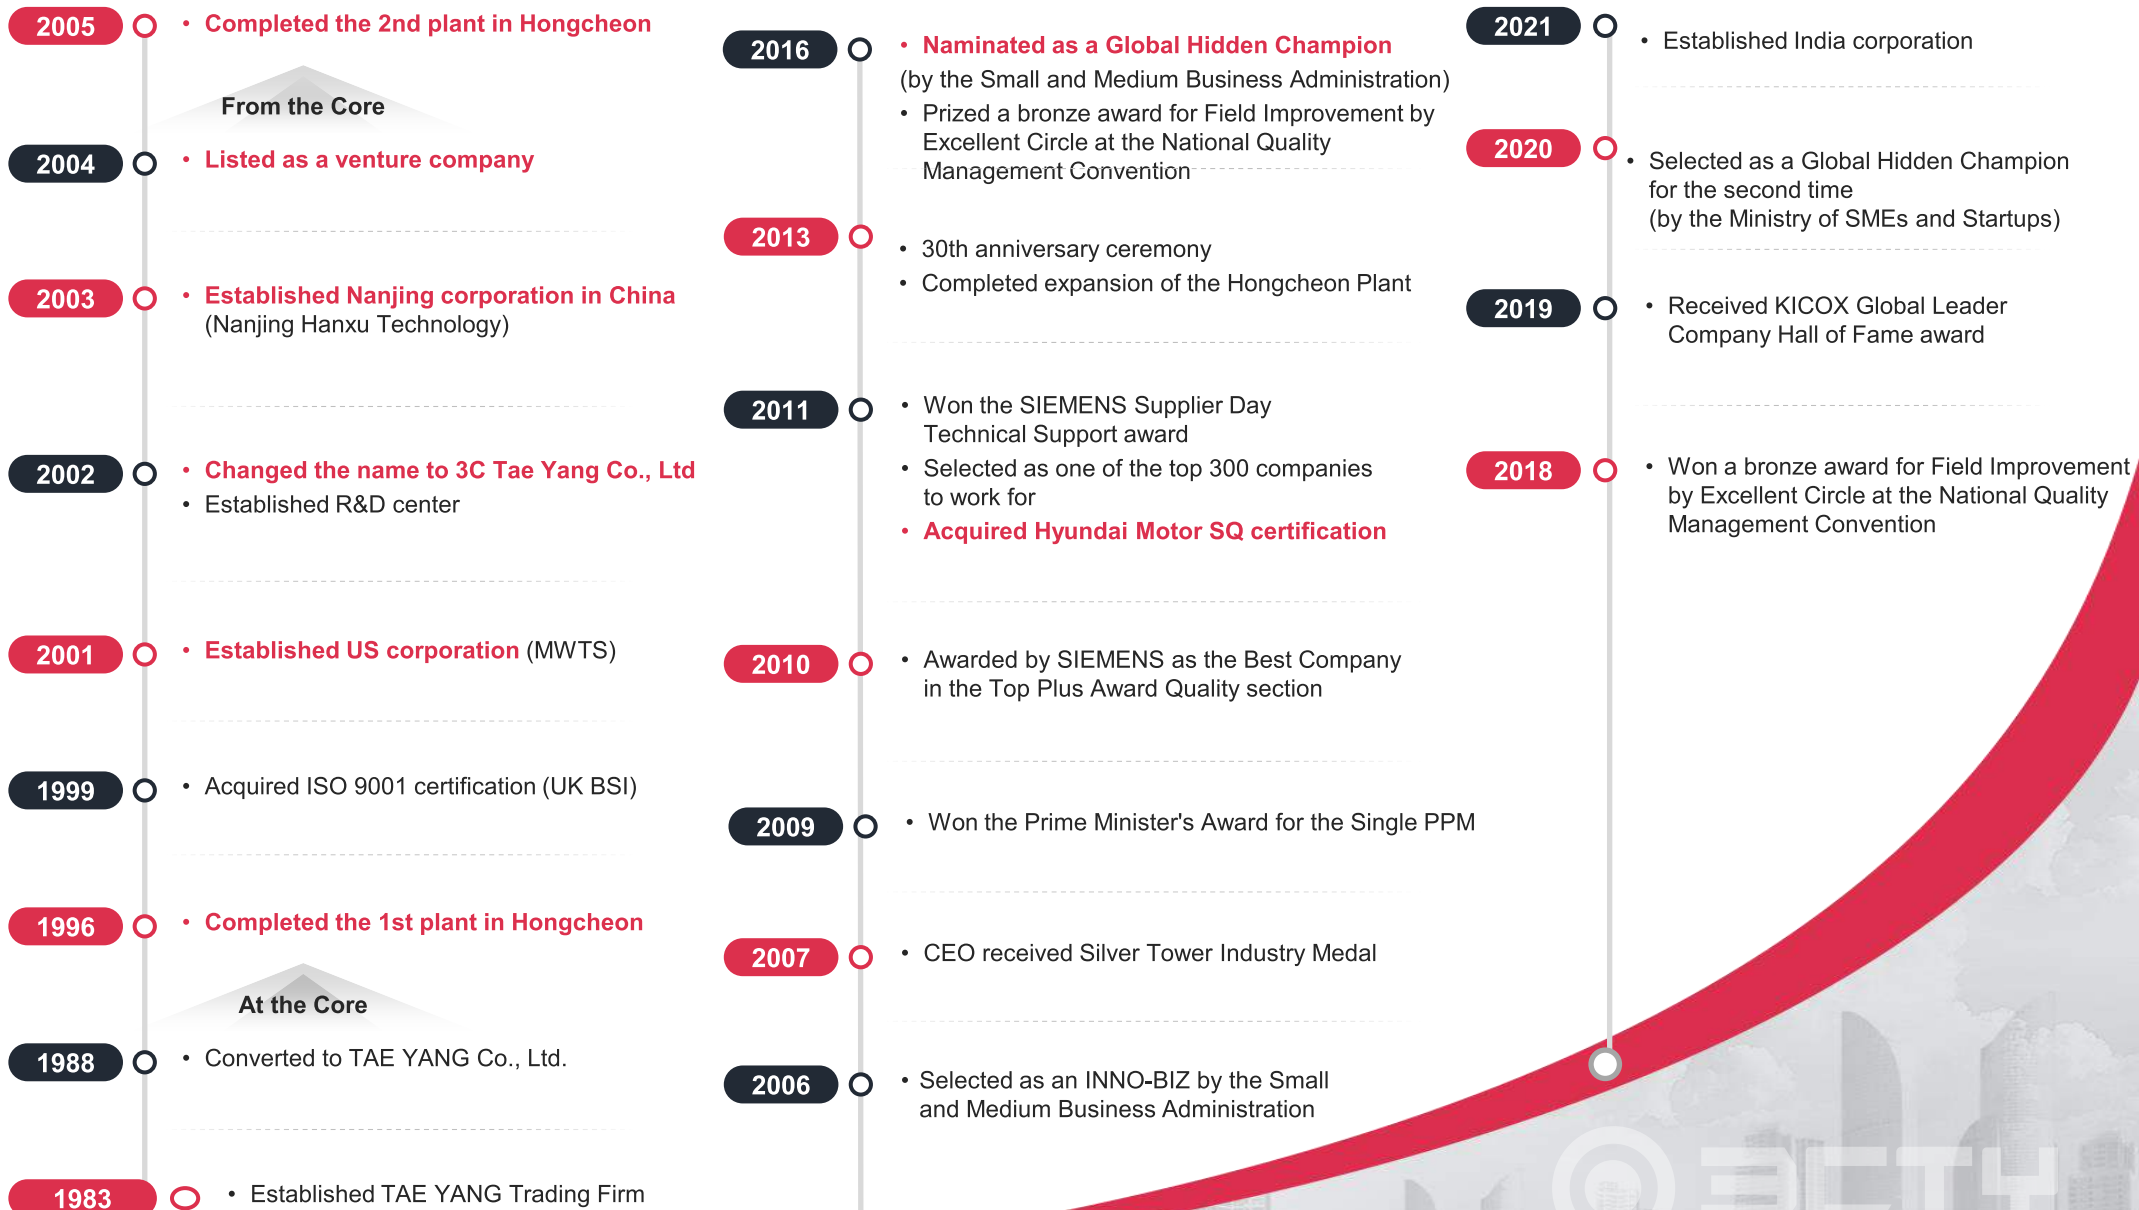 2005
• Completed the 2nd plant in Hongcheon
From the Core
2004
• Listed as a venture company
2003
• Established Nanjing corporation in China
(Nanjing Hanxu Technology)
2002
• Changed the name to 3C Tae Yang Co., Ltd
• Established R&D center
2001
• Established US corporation (MWTS)
1999
• Acquired ISO 9001 certification (UK BSI)
1996
• Completed the 1st plant in Hongcheon
At the Core
1988
• Converted to TAE YANG Co., Ltd.
1983
• Established TAE YANG Trading Firm
2016
• Naminated as a Global Hidden Champion
(by the Small and Medium Business Administration)
• Prized a bronze award for Field Improvement by
Excellent Circle at the National Quality
Management Convention
2013
• 30th anniversary ceremony
• Completed expansion of the Hongcheon Plant
2011
• Won the SIEMENS Supplier Day
Technical Support award
• Selected as one of the top 300 companies
to work for
• Acquired Hyundai Motor SQ certification
2010
• Awarded by SIEMENS as the Best Company
in the Top Plus Award Quality section
2009
• Won the Prime Minister's Award for the Single PPM
2007
• CEO received Silver Tower Industry Medal
2006
• Selected as an INNO-BIZ by the Small
and Medium Business Administration
2021
• Established India corporation
2020
• Selected as a Global Hidden Champion
for the second time
(by the Ministry of SMEs and Startups)
2019
• Received KICOX Global Leader
Company Hall of Fame award
2018
• Won a bronze award for Field Improvement
by Excellent Circle at the National Quality
Management Convention
3CTY